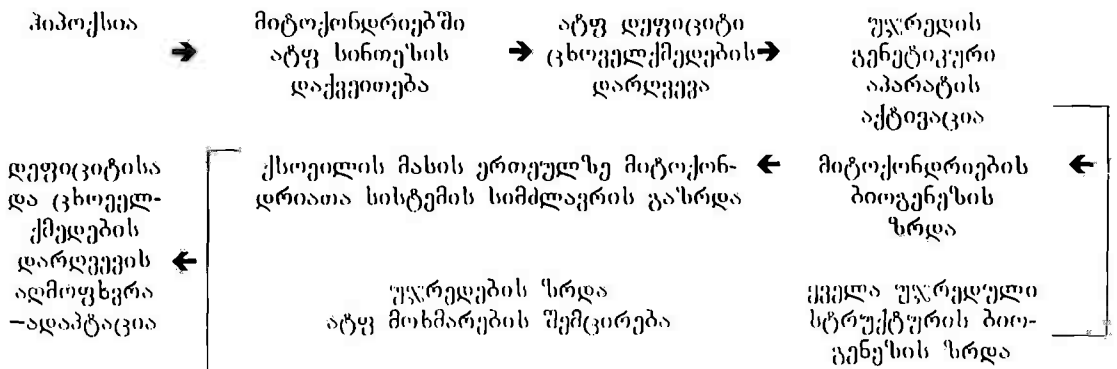 ჰიპოქსია
მიტოქონდრიებში
ატფ სინთეზის
დაქვეითება
ატფ დეფიციტი
ცხოველქმედების
დარღვევა
უჯრედის
გენეტიკური
აპარატის
აქტივაცია
დეფიციტისა
და ცხოველ-
ქმედების
დარღვევის
აღმოფხვრა
–ადაპტაცია
ქსოვილის მასის ერთეულზე მიტოქონ-
დრიათა სისტემის სიმძლავრის გაზრდა
მიტოქონდრიების
ბიოგენეზის
ზრდა
უჯრედების ზრდა
ატფ მოხმარების შემცირება
ყველა უჯრედული
სტრუქტურის ბიო-
გენეზის ზრდა